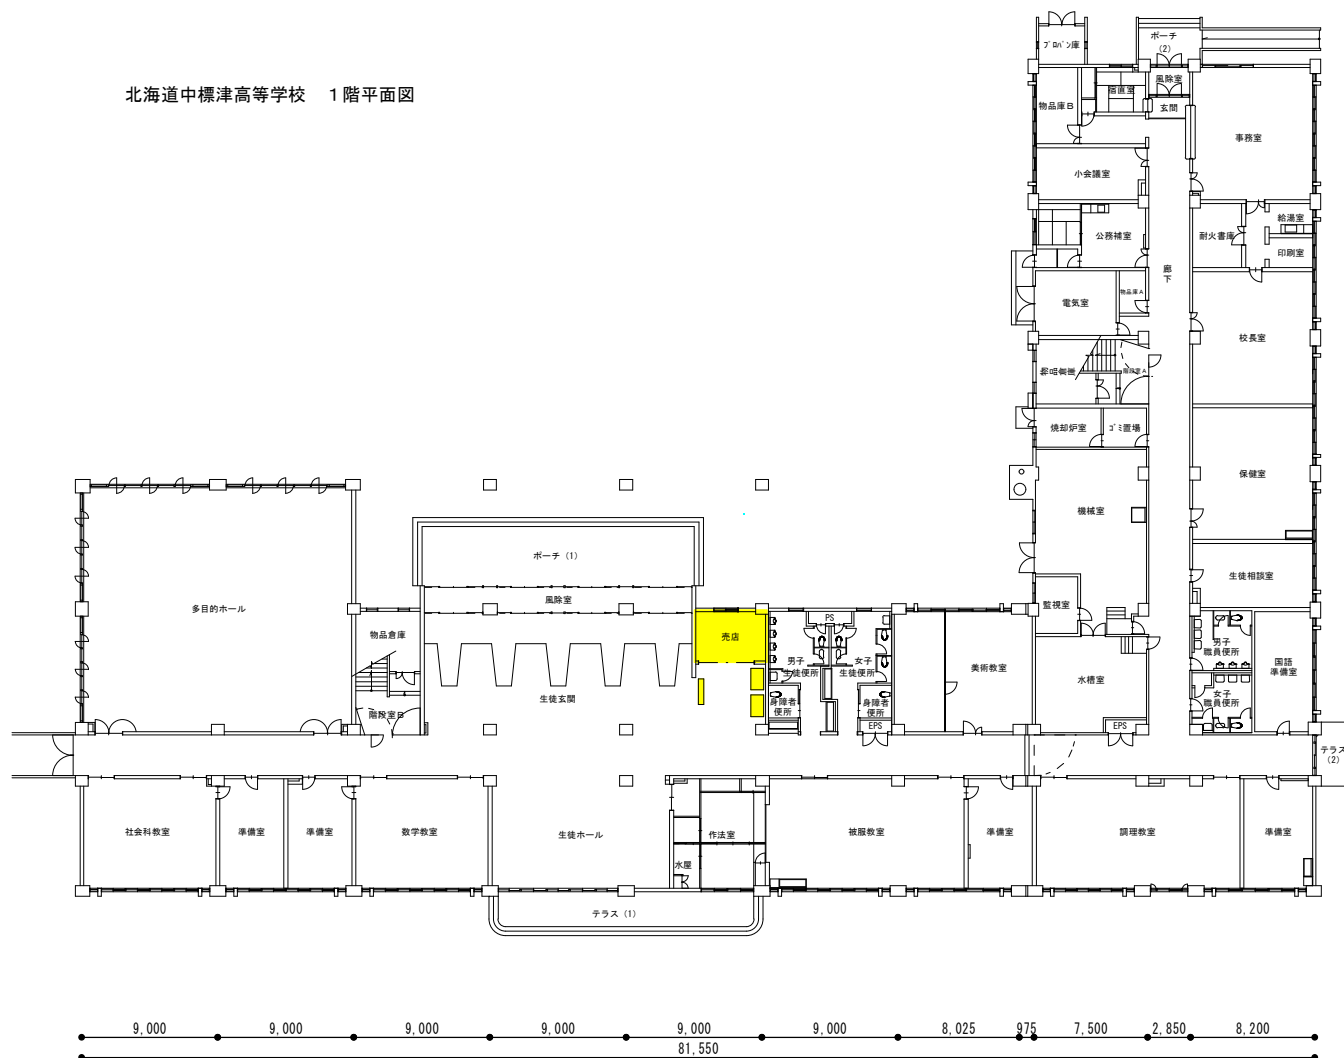 北海道中標津高等学校　１階平面図
プロパン庫
ポーチ
(2)
風除室
宿直室
物品庫B
玄関
事務室
小会議室
給湯室
公務補室
耐火書庫
印刷室
廊下
物品庫A
電気室
校長室
階段室A
焼却炉室
ゴミ置場
保健室
機械室
ポーチ (1)
生徒相談室
風除室
監視室
多目的ホール
PS
物品倉庫
売店
男子
職員便所
男子
生徒便所
女子
生徒便所
国語
準備室
美術教室
水槽室
生徒玄関
女子
職員便所
身障者
便所
身障者
便所
階段室B
EPS
EPS
テラス
(2)
社会科教室
準備室
準備室
数学教室
生徒ホール
作法室
被服教室
準備室
調理教室
準備室
水屋
テラス (1)
9,000
9,000
9,000
9,000
9,000
9,000
8,025
975
7,500
2,850
8,200
81,550